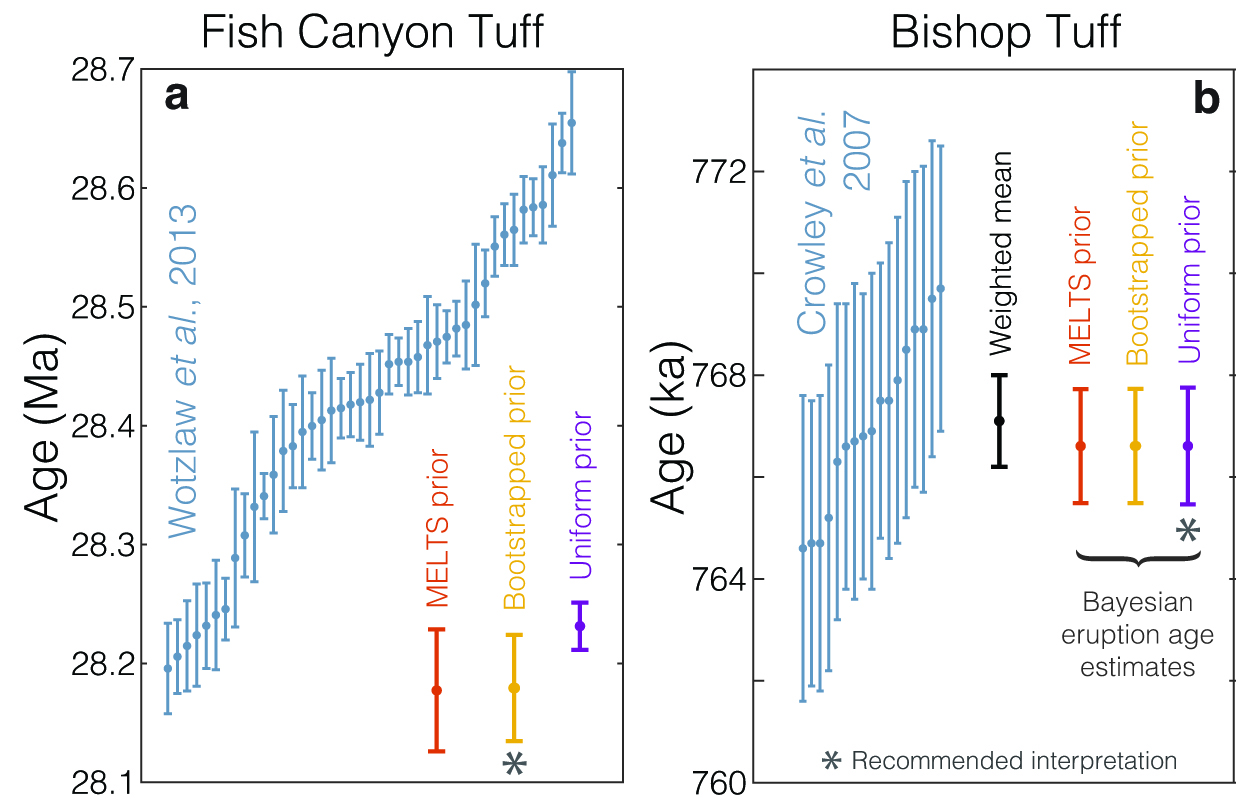 Fish Canyon Tuff
a
Age (Ma)
28.7
28.6
28.5
28.4
28.3
28.2
28.1
Wotzlaw et al., 2013
MELTS prior
Bootstrapped prior
Uniform prior
*
Bishop Tuff
b
Age (ka)
772
768
764
760
Crowley et al.
2007
Weighted mean
MELTS prior
Bootstrapped prior
Uniform prior
*
Bayesian
eruption age
estimates
* Recommended interpretation